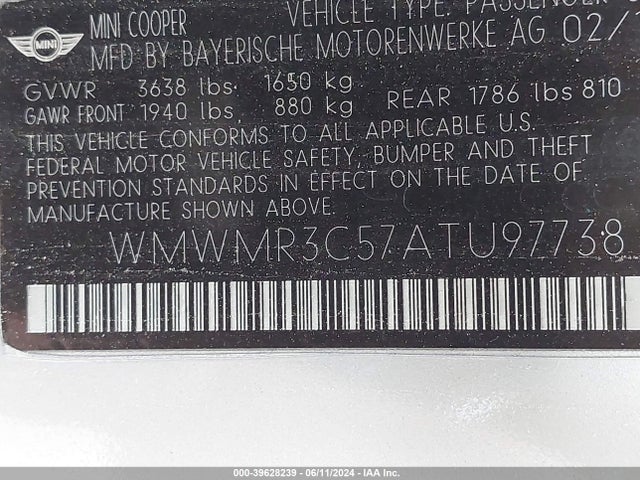 MINI COOPER VEHICLE TYPE: PASSENGER
MINI
MFD BY BAYERISCHE MOTORENWERKE AG 02/
GVWR 3638 lbs 1650 kg
GAWR FRONT 1940 lbs, 880 kg REAR 1786 lbs 810
THIS VEHICLE CONFORMS TO ALL APPLICABLE U.S.
FEDERAL MOTOR VEHICLE SAFETY, BUMPER AND THEFT
PREVENTION STANDARDS IN EFFECT ON THE DATE OF
MANUFACTURE SHOWN ABOVE.
WMWMR3C57ATU97738
000-39628239 - 06/11/2024 - IAA Inc.